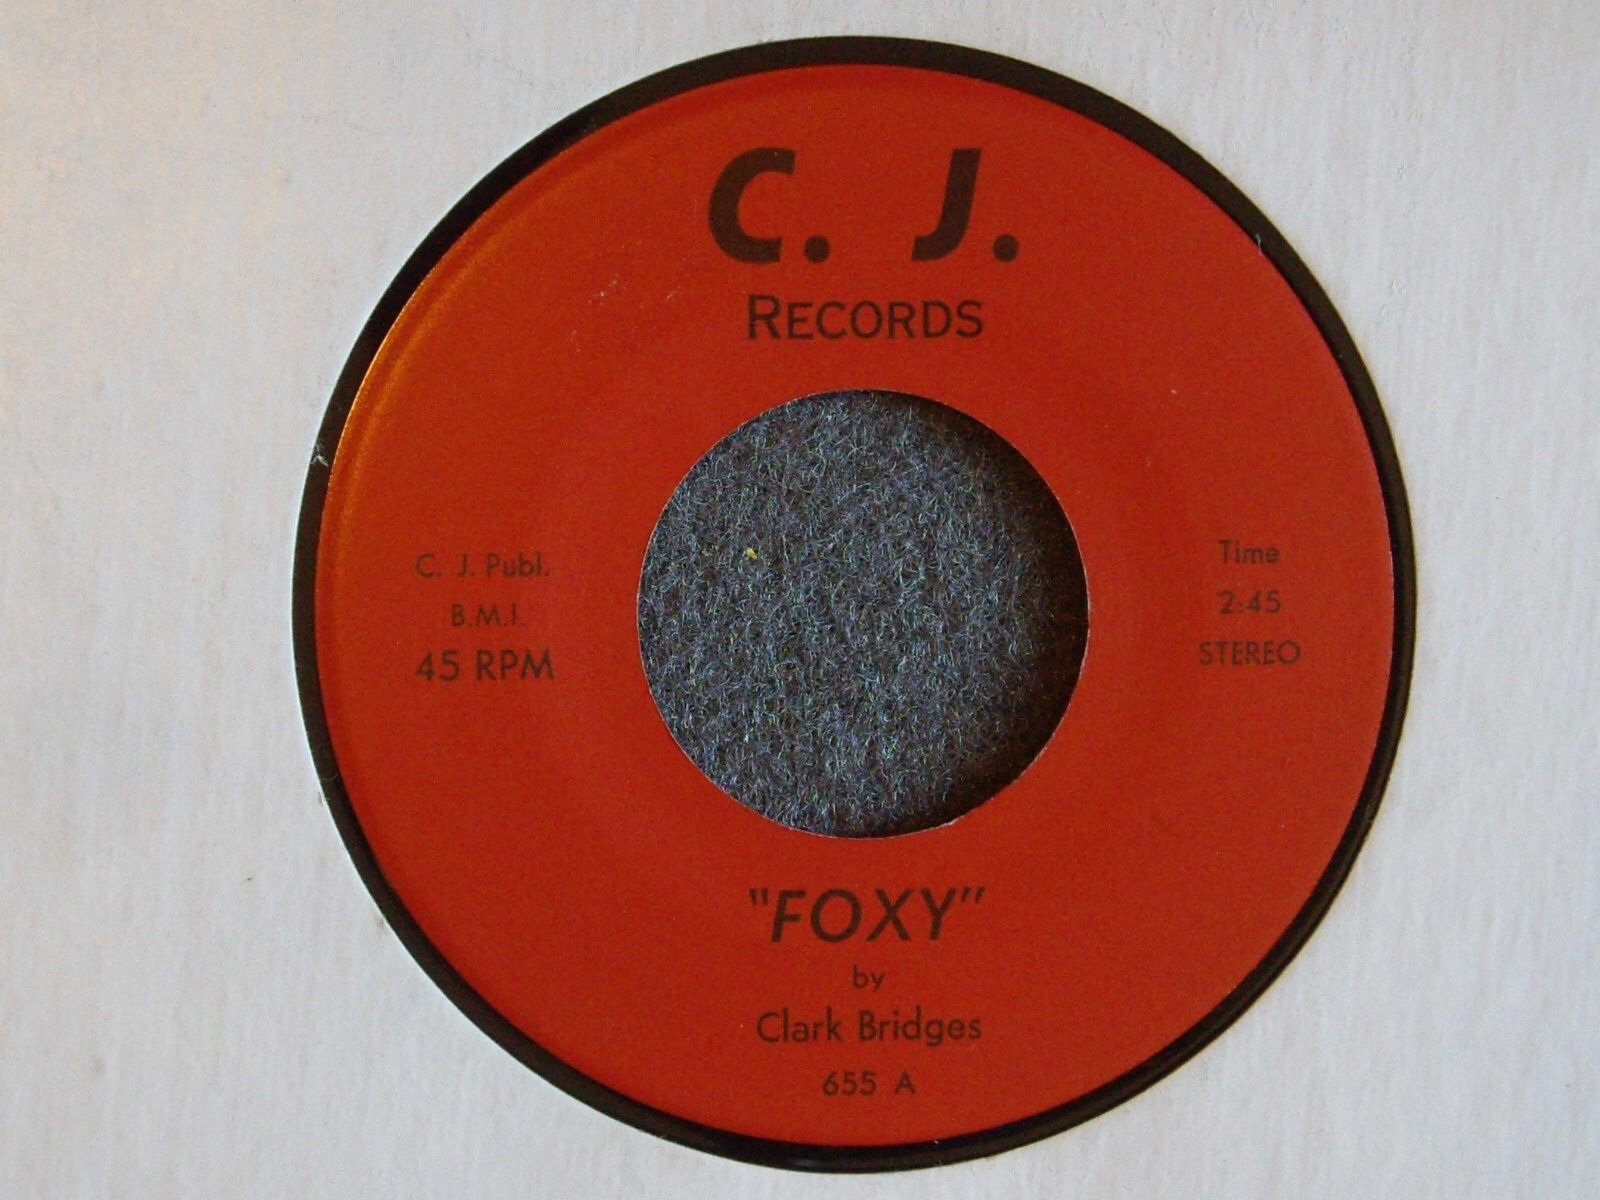 C. J.
RECORDS
C. J. Publ.
B.M.I.
45 RPM
Time
2:45
STEREO
"FOXY"
by
Clark Bridges
655 A